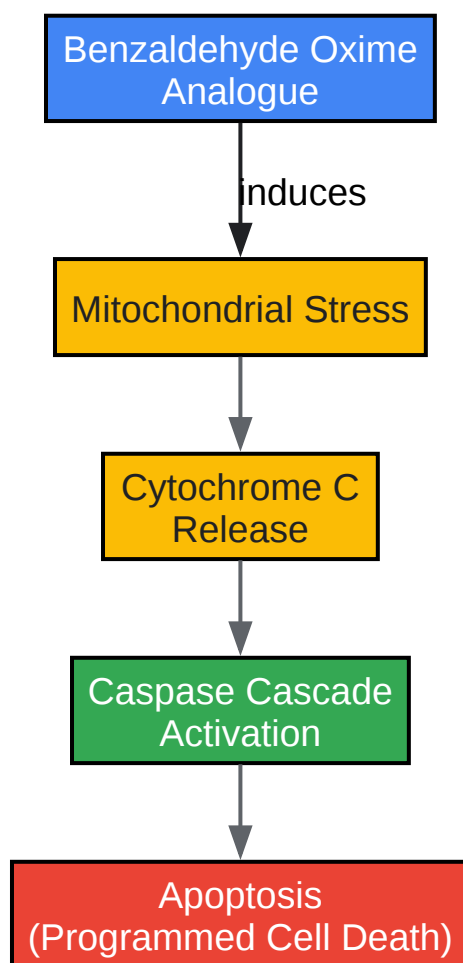 Benzaldehyde Oxime
Analogue
induces
Mitochondrial Stress
Cytochrome C
Release
Caspase Cascade
Activation
Apoptosis
(Programmed Cell Death)